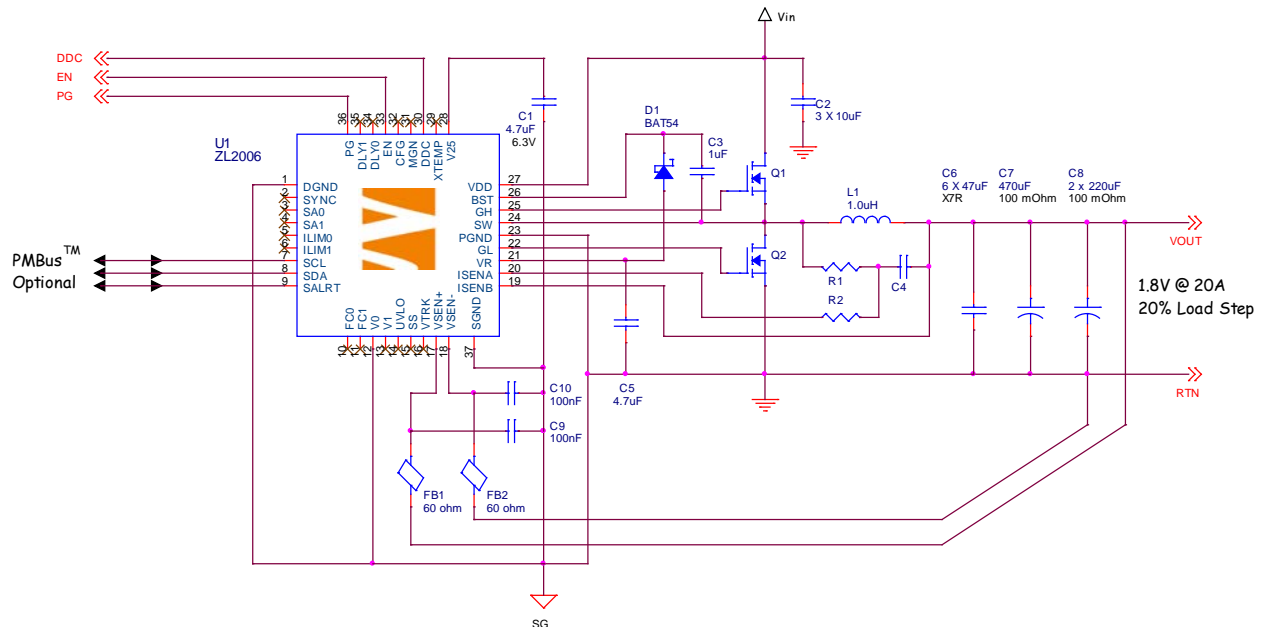 Vin
DDC
EN
PG
C1
4.7uF
6.3V
D1
BAT54
C2
3 X 10uF
C3
1uF
Q1
U1
ZL2006
36
35
34
33
32
31
30
29
28
PG
DLY1
DLY0
EN
CFG
MGN
DDC
XTEMP
V25
1 DGND
2 SYNC
3 SA0
4 SA1
5 ILIM0
6 ILIM1
7 SCL
8 SDA
9 SALRT
VDD 27
BST 26
GH 25
SW 24
PGND 23
GL 22
VR 21
ISENA 20
ISENB 19
PMBus™
Optional
FC0
FC1
V0
V1
UVLO
SS
VTRK
VSEN+
VSEN-
SGND
10
11
12
13
14
15
16
17
18
37
L1
1.0uH
C6
6 X 47uF
X7R
C7
470uF
100 mOhm
C8
2 x 220uF
100 mOhm
VOUT
Q2
R1
C4
R2
1.8V @ 20A
20% Load Step
C5
4.7uF
RTN
C10
100nF
C9
100nF
FB1
60 ohm
FB2
60 ohm
SG